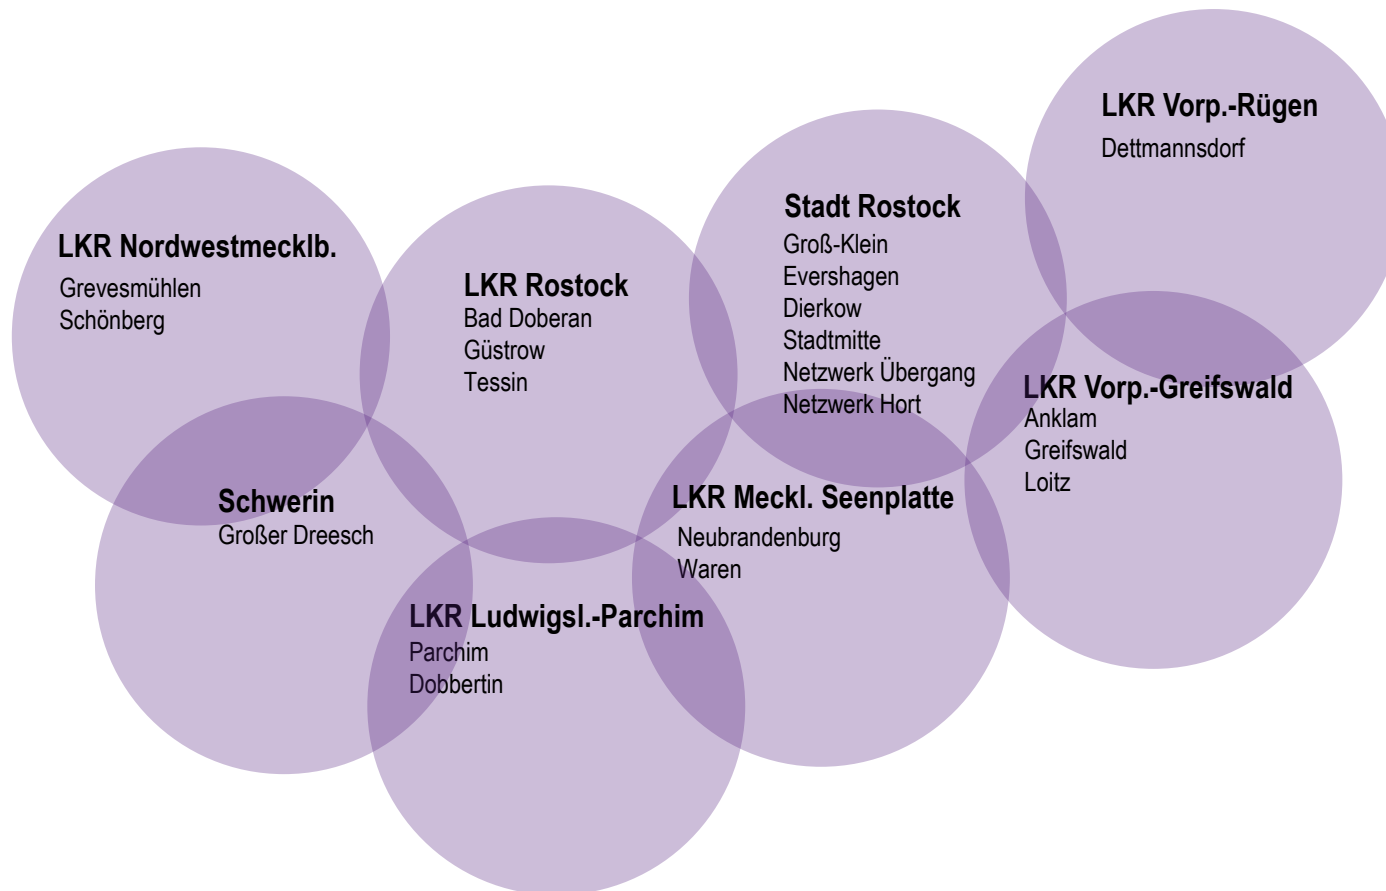 LKR Nordwestmecklb.
Grevesmühlen
Schönberg
Schwerin
Großer Dreesch
LKR Rostock
Bad Doberan
Güstrow
Tessin
LKR Ludwigsl.-Parchim
Parchim
Dobbertin
Stadt Rostock
Groß-Klein
Evershagen
Dierkow
Stadtmitte
Netzwerk Übergang
Netzwerk Hort
LKR Meckl. Seenplatte
Neubrandenburg
Waren
LKR Vorp.-Rügen
Dettmannsdorf
LKR Vorp.-Greifswald
Anklam
Greifswald
Loitz